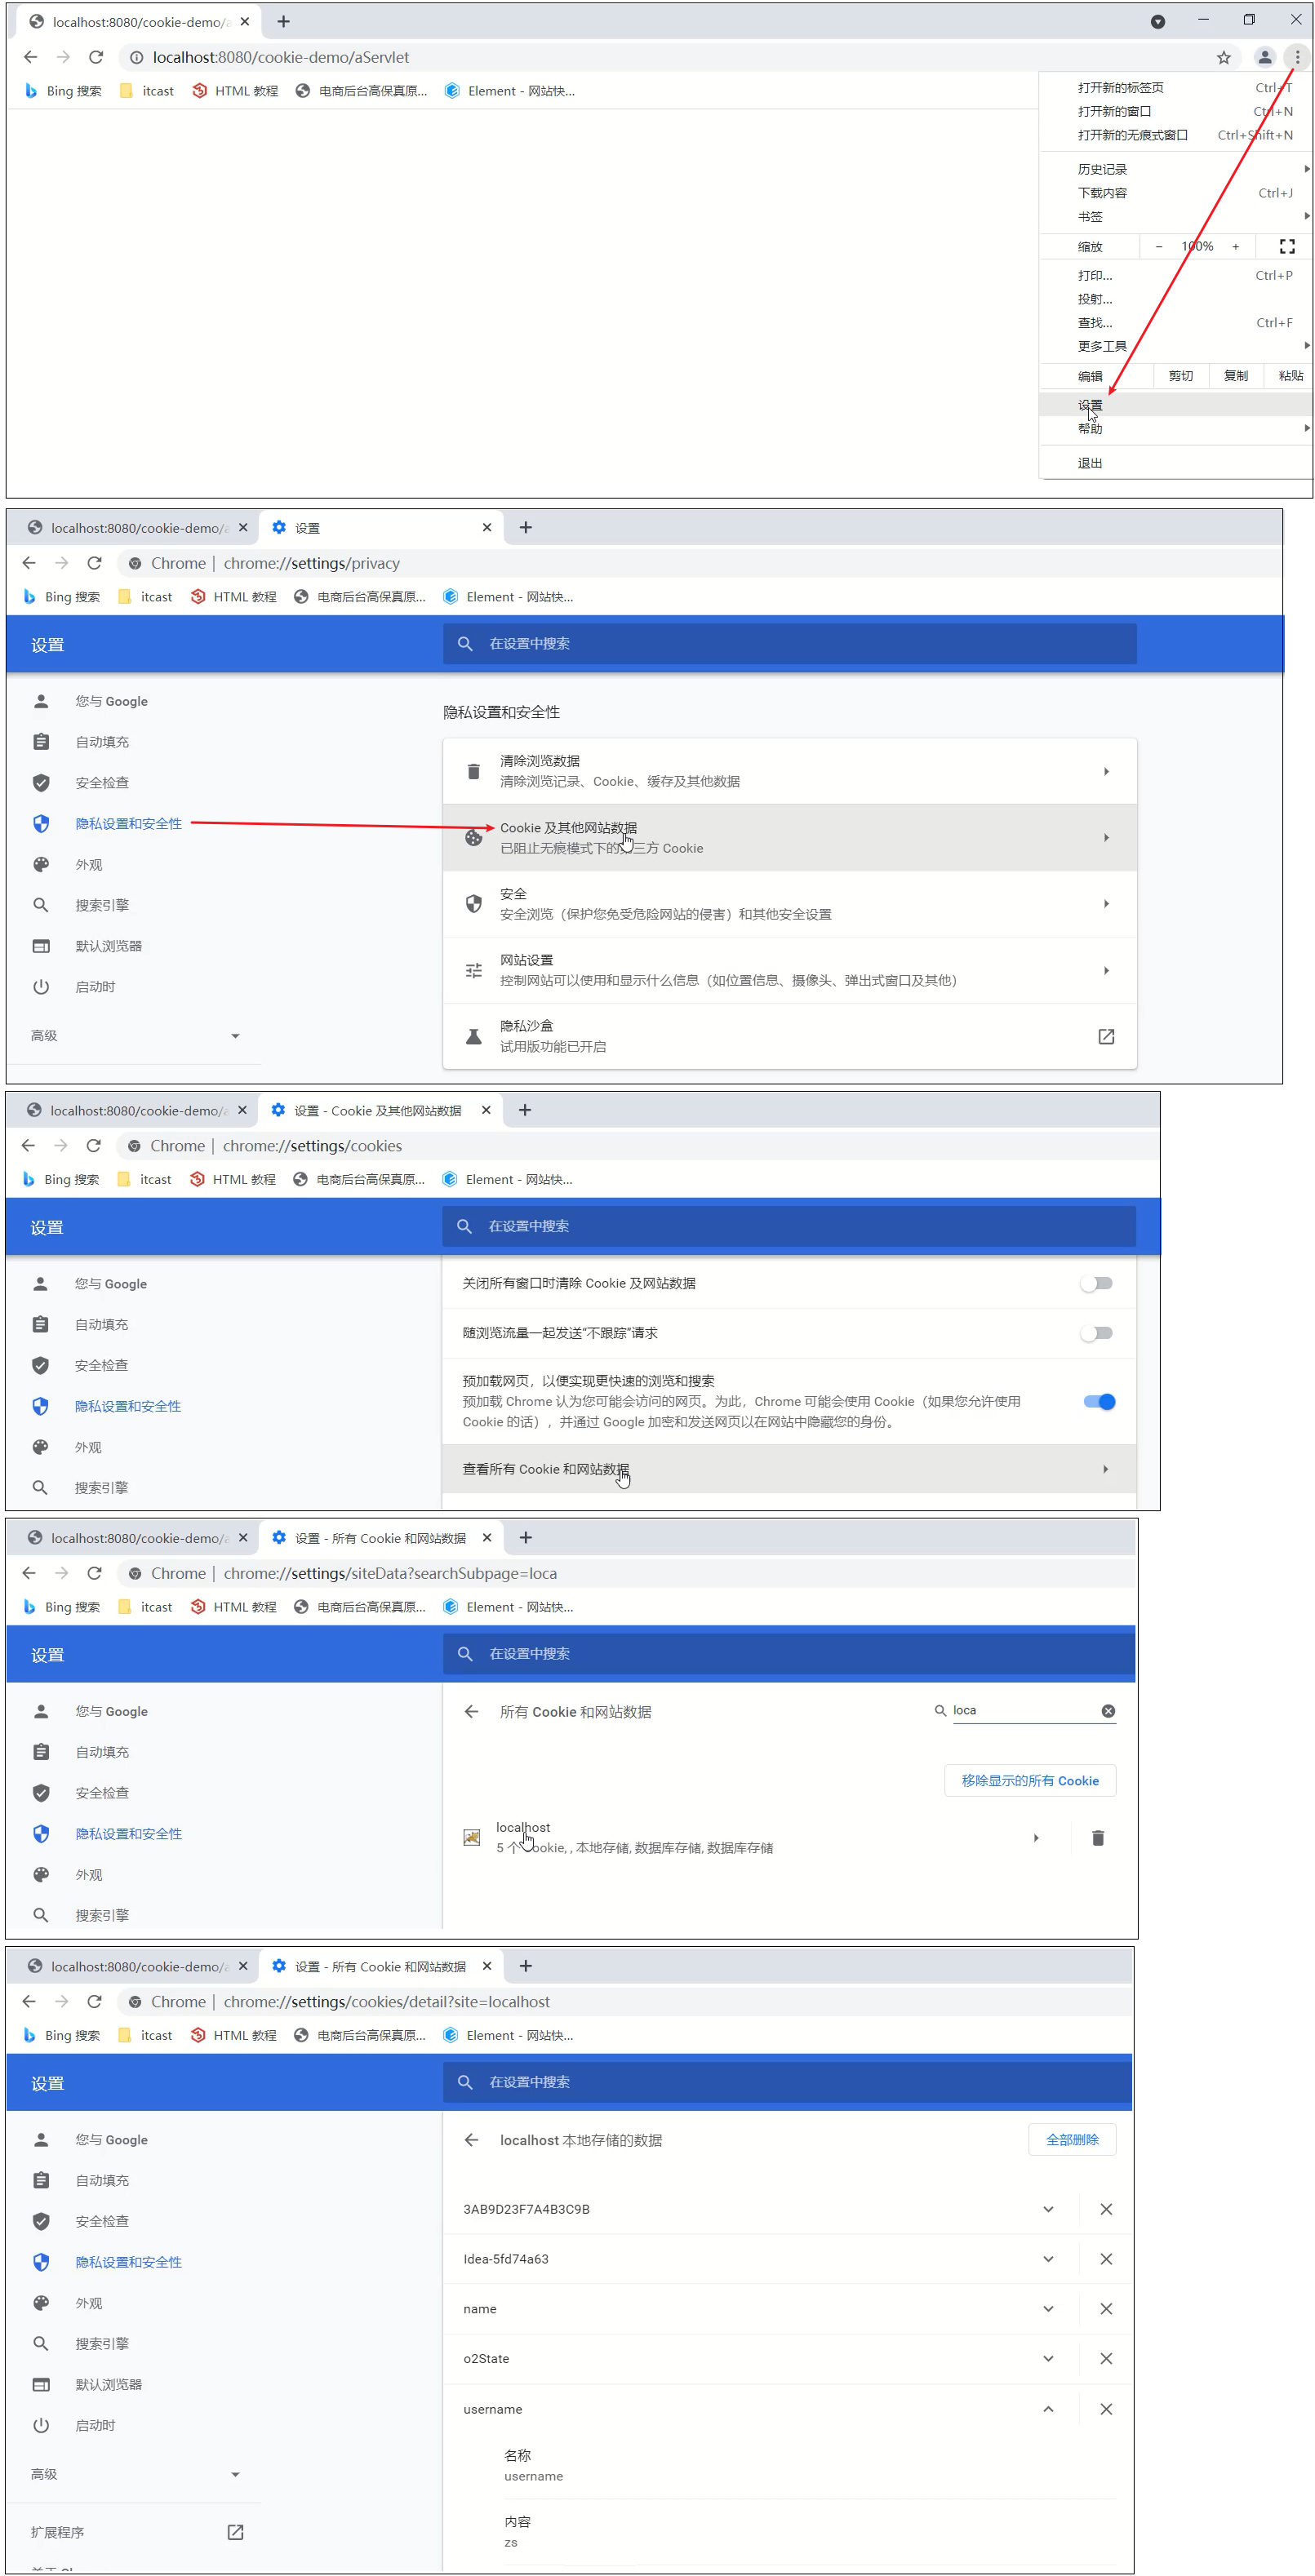 localhost:8080/cookie-demo/a
localhost:8080/cookie-demo/aServlet
Bing 搜索 itcast HTML 教程 电商后台高保真原... Element - 网站快...
打开新的标签页 Ctrl+T
打开新的窗口 Ctrl+N
打开新的无痕式窗口 Ctrl+Shift+N
历史记录
下载内容 Ctrl+J
书签
缩放 - 100% +
打印... Ctrl+P
投射...
查找... Ctrl+F
更多工具
编辑 剪切 复制 粘贴
设置
帮助
退出
localhost:8080/cookie-demo/a 设置
Chrome | chrome://settings/privacy
Bing 搜索 itcast HTML 教程 电商后台高保真原... Element - 网站快...
设置 在设置中搜索
您与 Google
自动填充
安全检查
隐私设置和安全性
外观
搜索引擎
默认浏览器
启动时
高级
隐私设置和安全性
清除浏览数据
清除浏览记录、Cookie、缓存及其他数据
Cookie 及其他网站数据
已阻止无痕模式下的第三方 Cookie
安全
安全浏览（保护您免受危险网站的侵害）和其他安全设置
网站设置
控制网站可以使用和显示什么信息（如位置信息、摄像头、弹出式窗口及其他）
隐私沙盒
试用版功能已开启
localhost:8080/cookie-demo/a 设置 - Cookie 及其他网站数据
Chrome | chrome://settings/cookies
Bing 搜索 itcast HTML 教程 电商后台高保真原... Element - 网站快...
设置 在设置中搜索
您与 Google
自动填充
安全检查
隐私设置和安全性
外观
搜索引擎
关闭所有窗口时清除 Cookie 及网站数据
随浏览流量一起发送“不跟踪”请求
预加载网页，以便实现更快速的浏览和搜索
预加载 Chrome 认为您可能会访问的网页。为此，Chrome 可能会使用 Cookie（如果您允许使用
Cookie 的话），并通过 Google 加密和发送网页以在网站中隐藏您的身份。
查看所有 Cookie 和网站数据
localhost:8080/cookie-demo/a 设置 - 所有 Cookie 和网站数据
Chrome | chrome://settings/siteData?searchSubpage=loca
Bing 搜索 itcast HTML 教程 电商后台高保真原... Element - 网站快...
设置 在设置中搜索
您与 Google
自动填充
安全检查
隐私设置和安全性
外观
搜索引擎
所有 Cookie 和网站数据 loca
移除显示的所有 Cookie
localhost
5 个 Cookie, , 本地存储, 数据库存储, 数据库存储
localhost:8080/cookie-demo/a 设置 - 所有 Cookie 和网站数据
Chrome | chrome://settings/cookies/detail?site=localhost
Bing 搜索 itcast HTML 教程 电商后台高保真原... Element - 网站快...
设置 在设置中搜索
您与 Google
自动填充
安全检查
隐私设置和安全性
外观
搜索引擎
默认浏览器
启动时
高级
扩展程序
localhost 本地存储的数据 全部删除
3AB9D23F7A4B3C9B
Idea-5fd74a63
name
o2State
username
名称
username
内容
zs